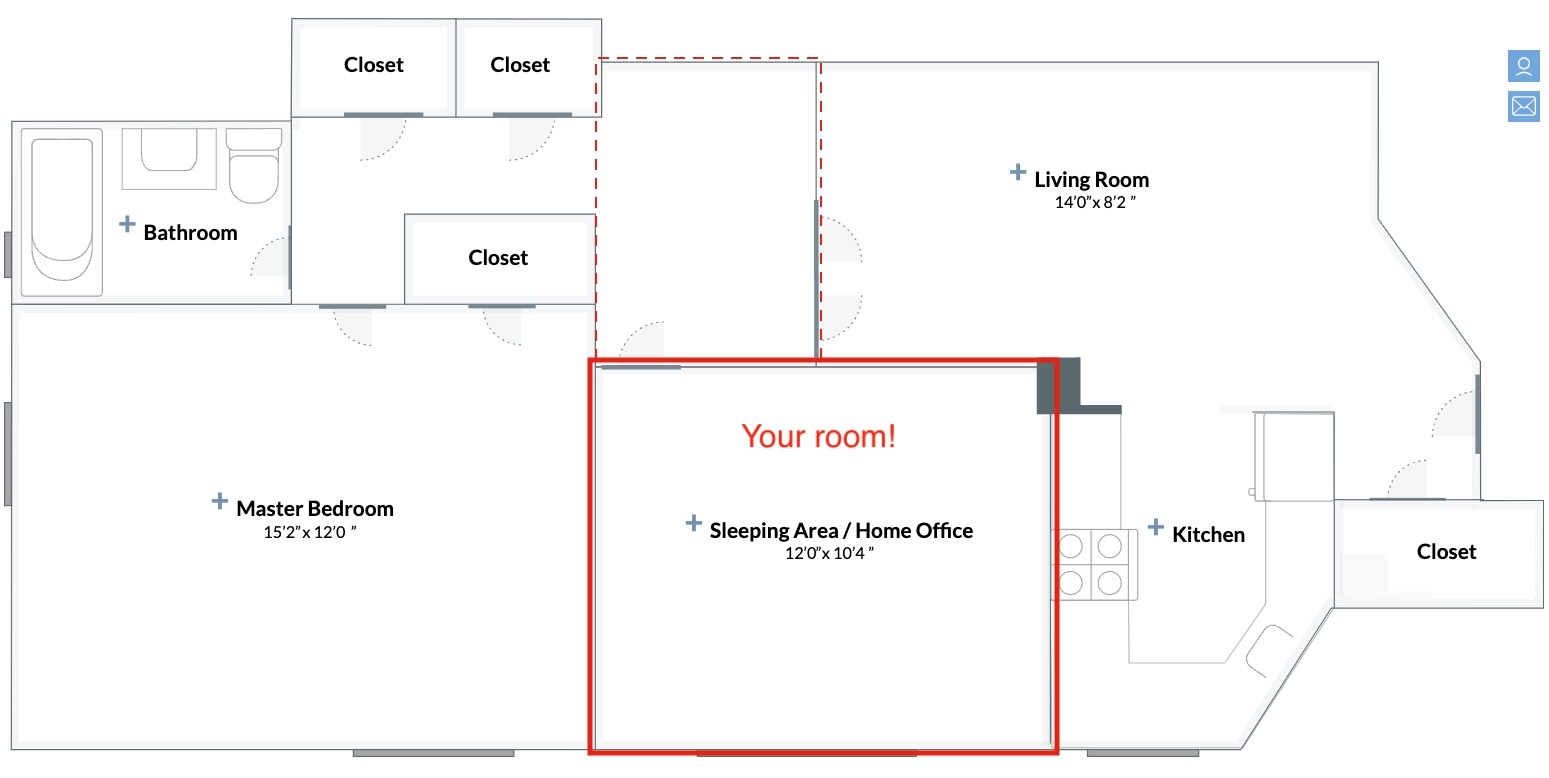 Closet
Closet
Living Room
14’0”x 8’2 ”
Bathroom
Closet
Your room!
Master Bedroom
15’2”x 12’0 ”
Sleeping Area / Home Office
12’0”x 10’4 ”
Kitchen
Closet